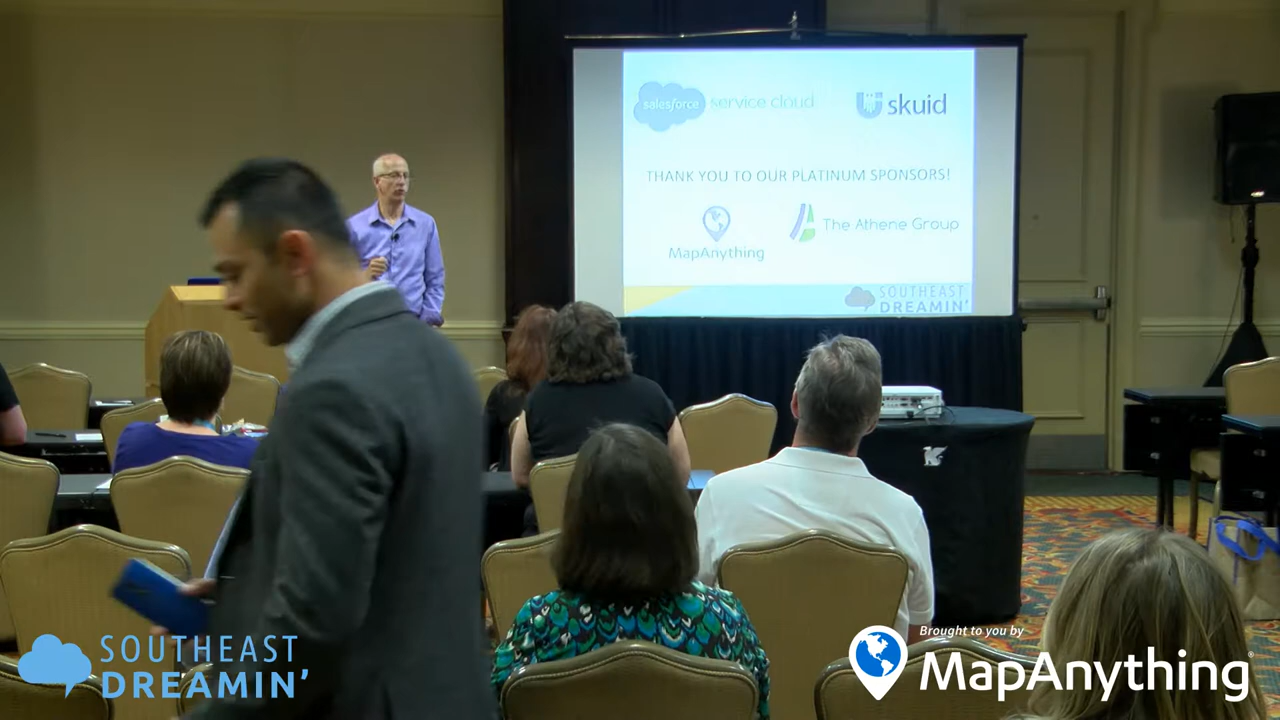 salesforce service cloud
skuid
THANK YOU TO OUR PLATINUM SPONSORS!
MapAnything
The Athene Group
SOUTHEAST
DREAMIN'
SOUTHEAST
DREAMIN'
Brought to you by
MapAnything